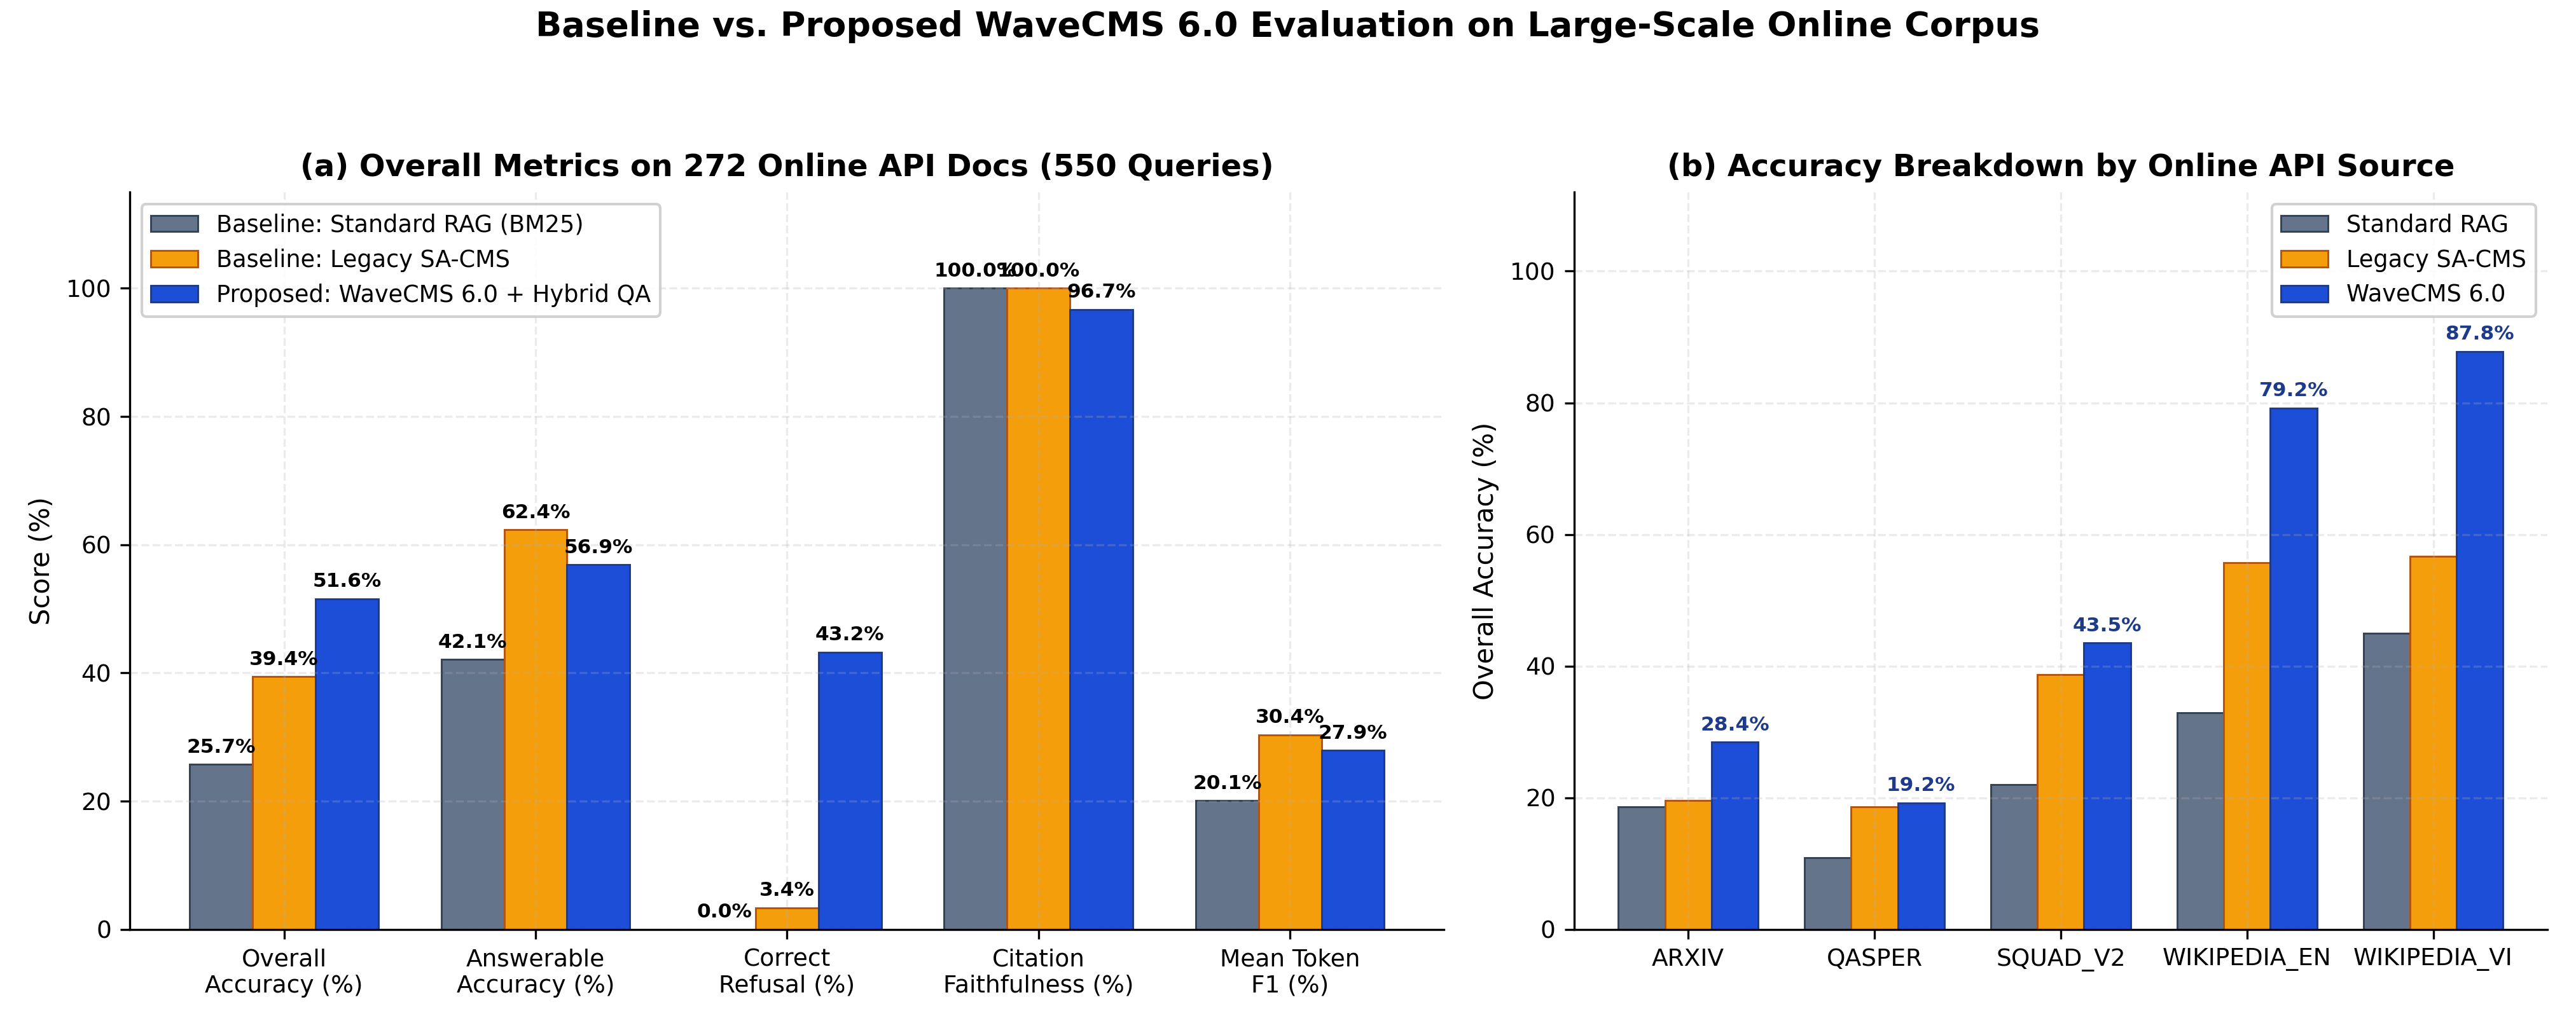 Baseline vs. Proposed WaveCMS 6.0 Evaluation on Large-Scale Online Corpus
(a) Overall Metrics on 272 Online API Docs (550 Queries)
Baseline: Standard RAG (BM25)
Baseline: Legacy SA-CMS
Proposed: WaveCMS 6.0 + Hybrid QA
Score (%)
100
80
60
40
20
0
25.7%
39.4%
51.6%
42.1%
62.4%
56.9%
0.0%
3.4%
43.2%
100.0%
100.0%
96.7%
20.1%
30.4%
27.9%
Overall
Accuracy (%)
Answerable
Accuracy (%)
Correct
Refusal (%)
Citation
Faithfulness (%)
Mean Token
F1 (%)
(b) Accuracy Breakdown by Online API Source
Standard RAG
Legacy SA-CMS
WaveCMS 6.0
Overall Accuracy (%)
100
80
60
40
20
0
28.4%
19.2%
43.5%
79.2%
87.8%
ARXIV
QASPER
SQUAD_V2
WIKIPEDIA_EN
WIKIPEDIA_VI